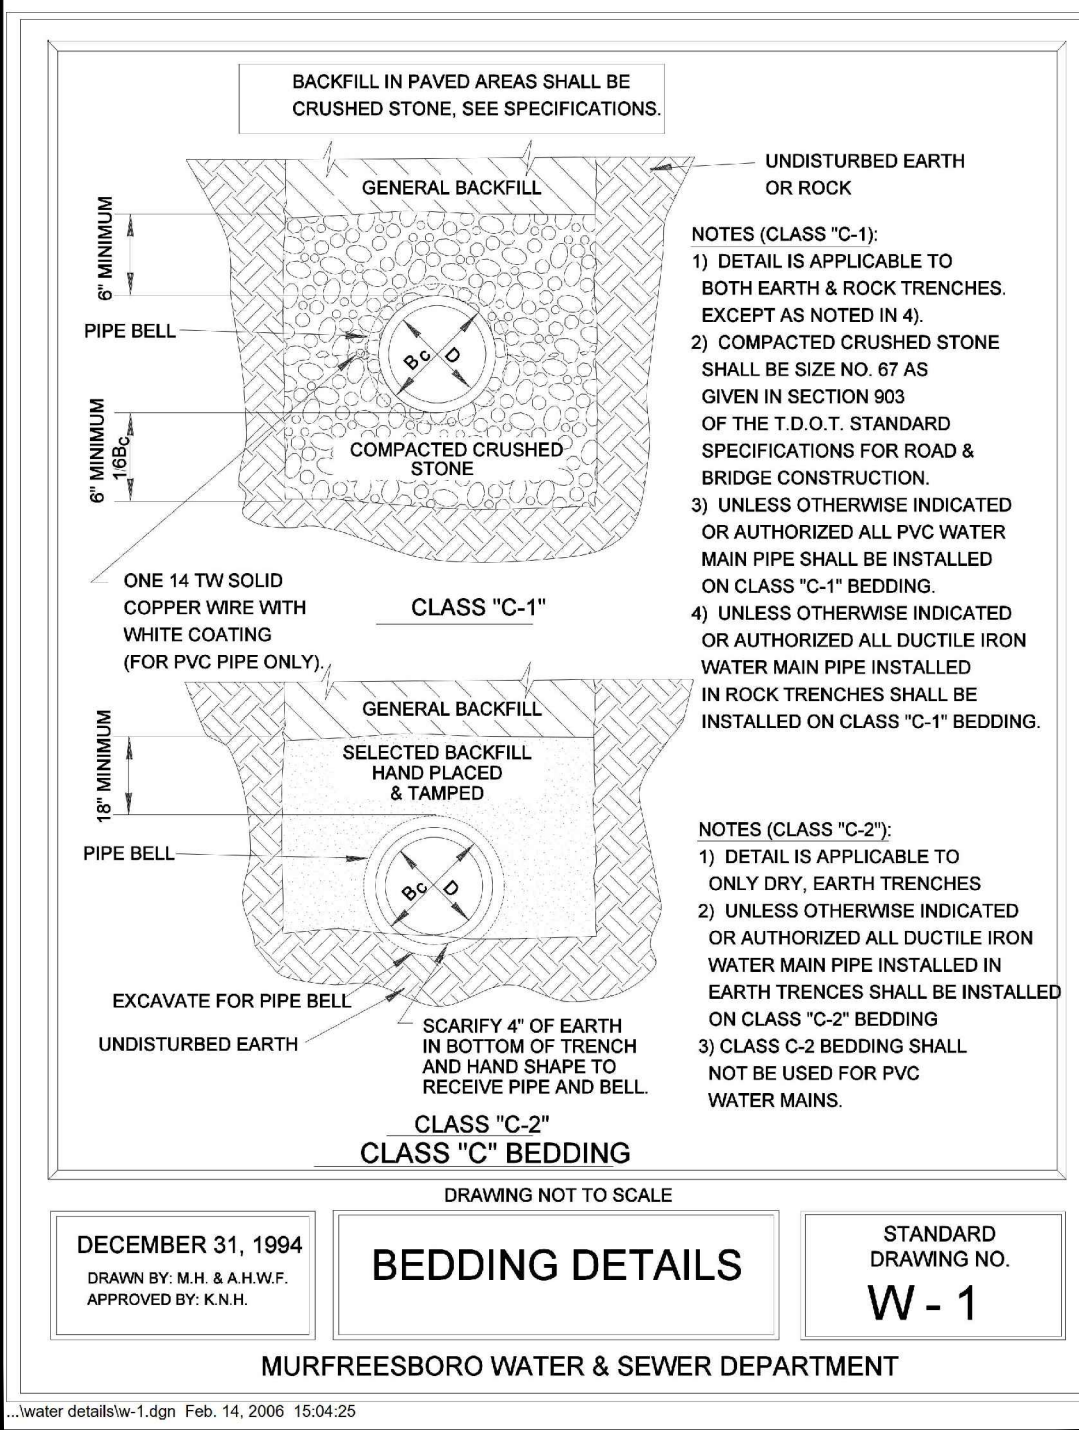 BACKFILL IN PAVED AREAS SHALL BE
CRUSHED STONE, SEE SPECIFICATIONS.
UNDISTURBED EARTH
OR ROCK
GENERAL BACKFILL
6" MINIMUM
PIPE BELL
Bc
D
6" MINIMUM
1/6Bc
COMPACTED CRUSHED
STONE
ONE 14 TW SOLID
COPPER WIRE WITH
WHITE COATING
(FOR PVC PIPE ONLY).
CLASS "C-1"
NOTES (CLASS "C-1):
1) DETAIL IS APPLICABLE TO
BOTH EARTH & ROCK TRENCHES.
EXCEPT AS NOTED IN 4).
2) COMPACTED CRUSHED STONE
SHALL BE SIZE NO. 67 AS
GIVEN IN SECTION 903
OF THE T.D.O.T. STANDARD
SPECIFICATIONS FOR ROAD &
BRIDGE CONSTRUCTION.
3) UNLESS OTHERWISE INDICATED
OR AUTHORIZED ALL PVC WATER
MAIN PIPE SHALL BE INSTALLED
ON CLASS "C-1" BEDDING.
4) UNLESS OTHERWISE INDICATED
OR AUTHORIZED ALL DUCTILE IRON
WATER MAIN PIPE INSTALLED
IN ROCK TRENCHES SHALL BE
INSTALLED ON CLASS "C-1" BEDDING.
GENERAL BACKFILL
18" MINIMUM
SELECTED BACKFILL
HAND PLACED
& TAMPED
PIPE BELL
Bc
D
EXCAVATE FOR PIPE BELL
UNDISTURBED EARTH
SCARIFY 4" OF EARTH
IN BOTTOM OF TRENCH
AND HAND SHAPE TO
RECEIVE PIPE AND BELL.
CLASS "C-2"
CLASS "C" BEDDING
NOTES (CLASS "C-2"):
1) DETAIL IS APPLICABLE TO
ONLY DRY, EARTH TRENCHES
2) UNLESS OTHERWISE INDICATED
OR AUTHORIZED ALL DUCTILE IRON
WATER MAIN PIPE INSTALLED IN
EARTH TRENCES SHALL BE INSTALLED
ON CLASS "C-2" BEDDING
3) CLASS C-2 BEDDING SHALL
NOT BE USED FOR PVC
WATER MAINS.
DRAWING NOT TO SCALE
DECEMBER 31, 1994
DRAWN BY: M.H. & A.H.W.F.
APPROVED BY: K.N.H.
BEDDING DETAILS
STANDARD
DRAWING NO.
W - 1
MURFREESBORO WATER & SEWER DEPARTMENT
...\water details\w-1.dgn Feb. 14, 2006 15:04:25